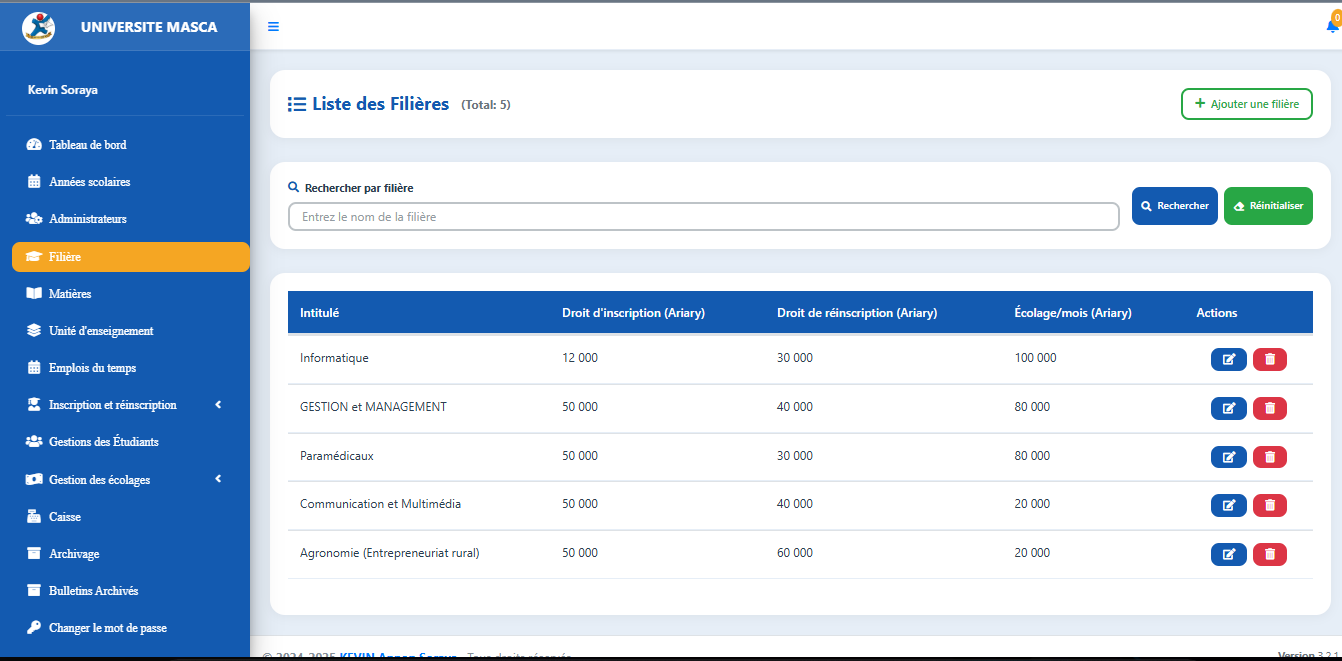 UNIVERSITE MASCA
0
Kevin Soraya
Tableau de bord
Années scolaires
Administrateurs
Filière
Matières
Unité d'enseignement
Emplois du temps
Inscription et réinscription
Gestions des Étudiants
Gestion des écolages
Caisse
Archivage
Bulletins Archivés
Changer le mot de passe
Liste des Filières (Total: 5)
Ajouter une filière
Rechercher par filière
Entrez le nom de la filière
Rechercher
Réinitialiser
Intitulé Droit d'inscription (Ariary) Droit de réinscription (Ariary) Écolage/mois (Ariary) Actions
Informatique 12 000 30 000 100 000
GESTION et MANAGEMENT 50 000 40 000 80 000
Paramédicaux 50 000 30 000 80 000
Communication et Multimédia 50 000 40 000 20 000
Agronomie (Entrepreneuriat rural) 50 000 60 000 20 000
© 2024-2025 KEVIN Soraya Tous droits réservés
Version 3.2.1